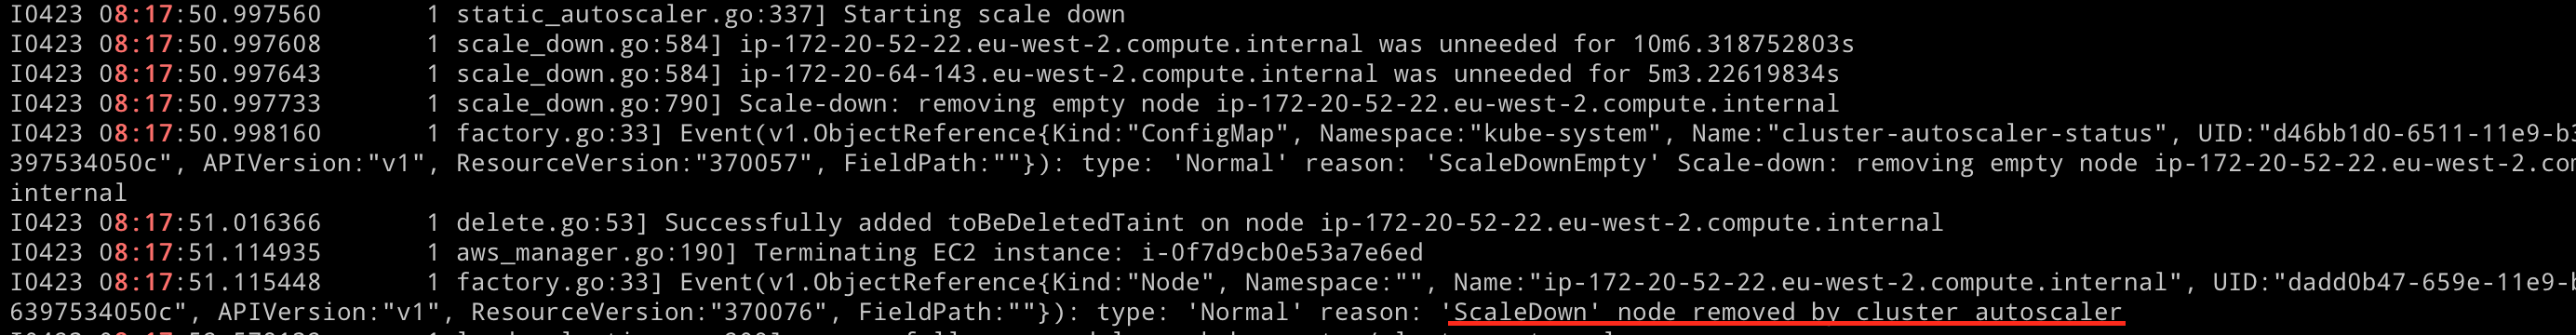 I0423 08:17:50.997560       1 static_autoscaler.go:337] Starting scale down
I0423 08:17:50.997608       1 scale_down.go:584] ip-172-20-52-22.eu-west-2.compute.internal was unneeded for 10m6.318752803s
I0423 08:17:50.997643       1 scale_down.go:584] ip-172-20-64-143.eu-west-2.compute.internal was unneeded for 5m3.22619834s
I0423 08:17:50.997733       1 scale_down.go:790] Scale-down: removing empty node ip-172-20-52-22.eu-west-2.compute.internal
I0423 08:17:50.998160       1 factory.go:33] Event(v1.ObjectReference{Kind:"ConfigMap", Namespace:"kube-system", Name:"cluster-autoscaler-status", UID:"d46bb1d0-6511-11e9-b3
397534050c", APIVersion:"v1", ResourceVersion:"370057", FieldPath:""}): type: 'Normal' reason: 'ScaleDownEmpty' Scale-down: removing empty node ip-172-20-52-22.eu-west-2.com
internal
I0423 08:17:51.016366       1 delete.go:53] Successfully added toBeDeletedTaint on node ip-172-20-52-22.eu-west-2.compute.internal
I0423 08:17:51.114935       1 aws_manager.go:190] Terminating EC2 instance: i-0f7d9cb0e53a7e6ed
I0423 08:17:51.115448       1 factory.go:33] Event(v1.ObjectReference{Kind:"Node", Namespace:"", Name:"ip-172-20-52-22.eu-west-2.compute.internal", UID:"dadd0b47-659e-11e9-b
6397534050c", APIVersion:"v1", ResourceVersion:"370076", FieldPath:""}): type: 'Normal' reason: 'ScaleDown' node removed by cluster autoscaler